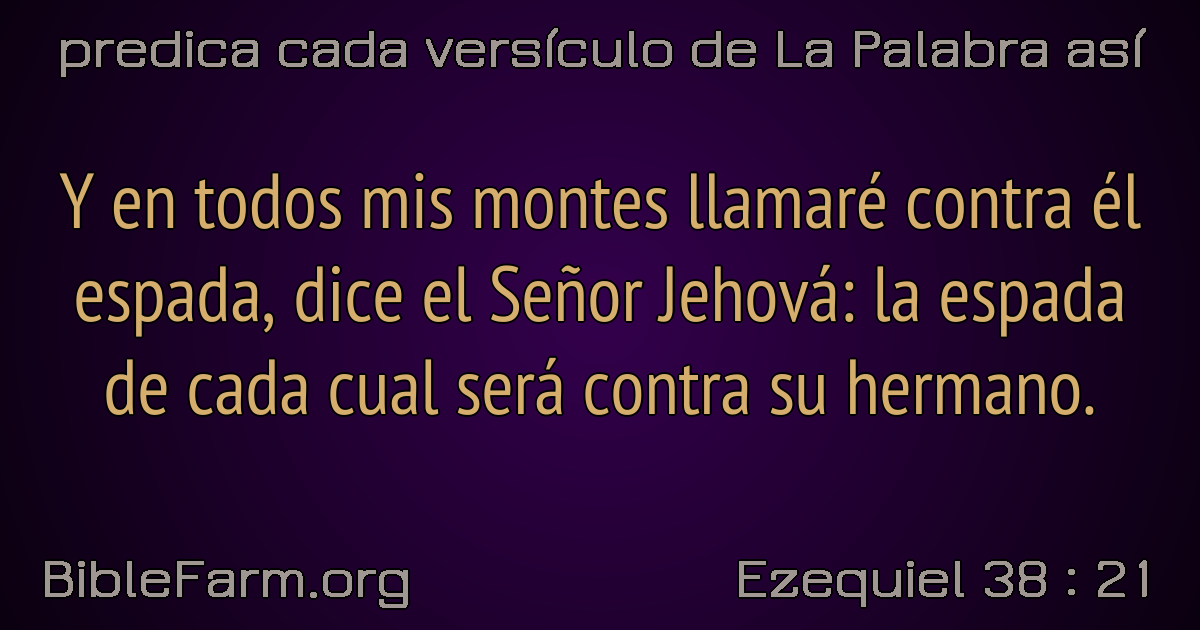 predica cada versículo de La Palabra así
Y en todos mis montes llamaré contra él
espada, dice el Señor Jehová: la espada
de cada cual será contra su hermano.
BibleFarm.org
Ezequiel 38 : 21